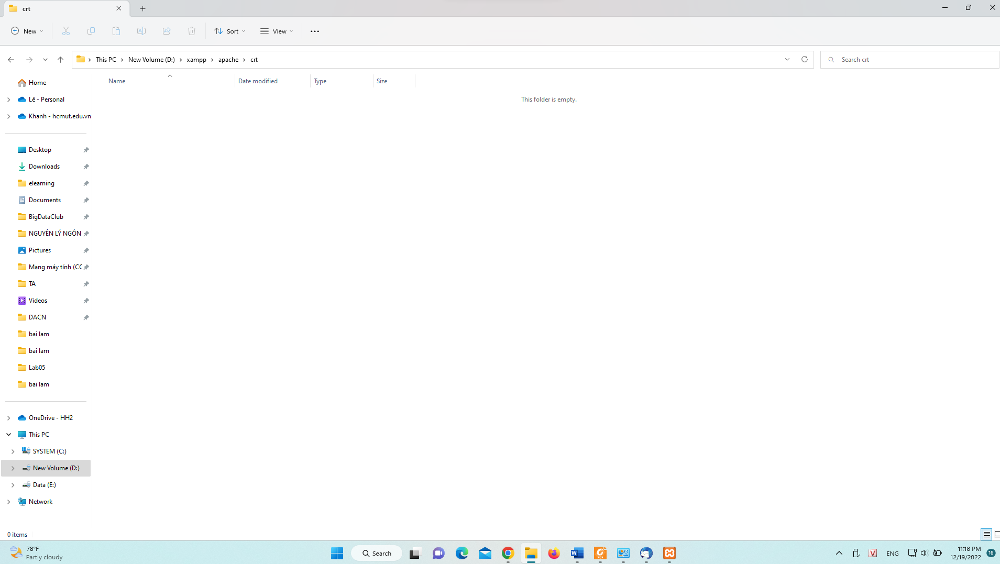 crt
New
Sort
View
This PC > New Volume (D:) > xampp > apache > crt
Search crt
Name
Date modified
Type
Size
This folder is empty.
Home
Lê - Personal
Khanh - hcmut.edu.vn
Desktop
Downloads
elearning
Documents
BigDataClub
NGUYÊN LÝ NGÔN
Pictures
Mạng máy tính (CO
TA
Videos
DACN
bai lam
bai lam
Lab05
bai lam
OneDrive - HH2
This PC
SYSTEM (C:)
New Volume (D:)
Data (E:)
Network
0 items
78°F
Partly cloudy
Search
PDF
V
ENG
11:18 PM
12/19/2022
16